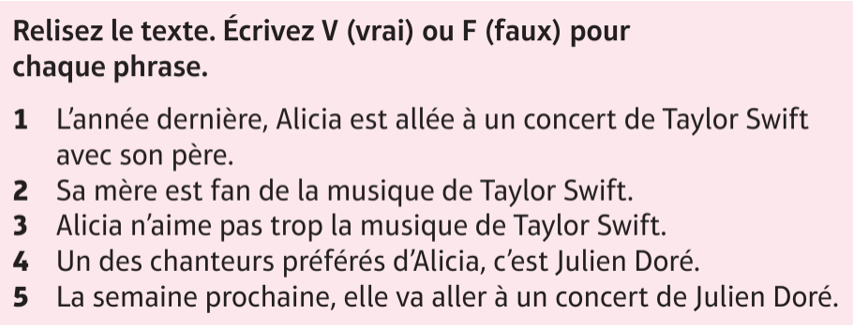 Relisez le texte. Écrivez V (vrai) ou F (faux) pour
chaque phrase.
1 L’année dernière, Alicia est allée à un concert de Taylor Swift
avec son père.
2 Sa mère est fan de la musique de Taylor Swift.
3 Alicia n’aime pas trop la musique de Taylor Swift.
4 Un des chanteurs préférés d’Alicia, c’est Julien Doré.
5 La semaine prochaine, elle va aller à un concert de Julien Doré.